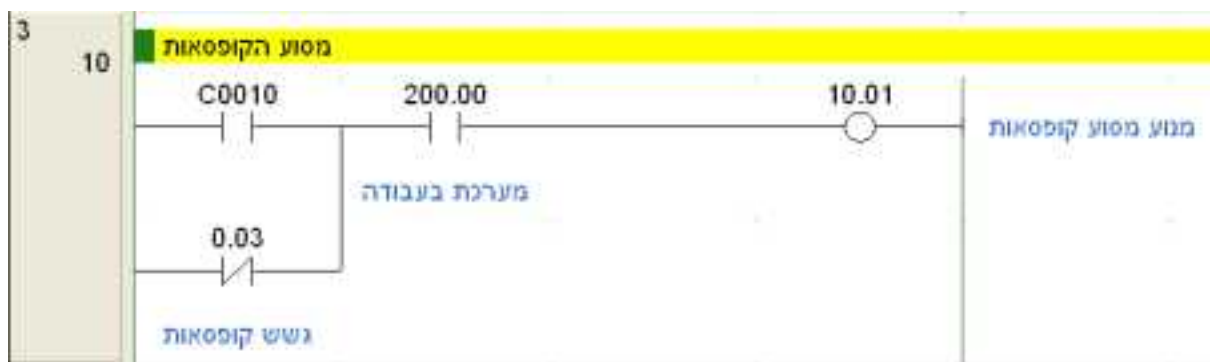 3
10
מסוע הקופסאות
C0010 200.00 10.01
מנוע מסוע קופסאות
מערכת בעבודה
0.03
גשש קופסאות